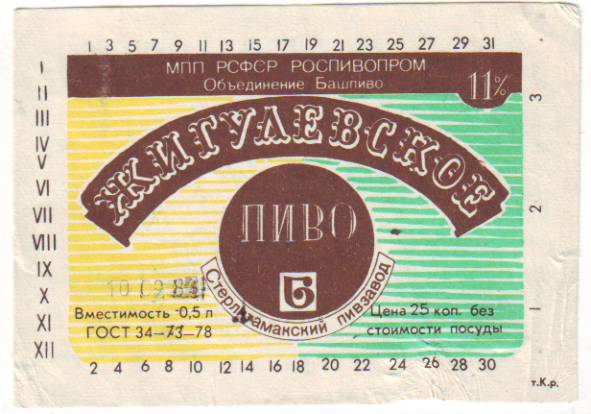 1 3 5 7 9 11 13 15 17 19 21 23 25 27 29 31
МПП РСФСР РОСПИВОПРОМ
Объединение Башпиво
11%
ЖИГУЛЕВСКОЕ
ПИВО
Б
Стерлитамакский пивзавод
Вместимость 0,5 л
ГОСТ 34-73-78
Цена 25 коп. без
стоимости посуды
I
II
III
IV
V
VI
VII
VIII
IX
X
XI
XII
3
2
1
2 4 6 8 10 12 14 16 18 20 22 24 26 28 30
т.К.р.